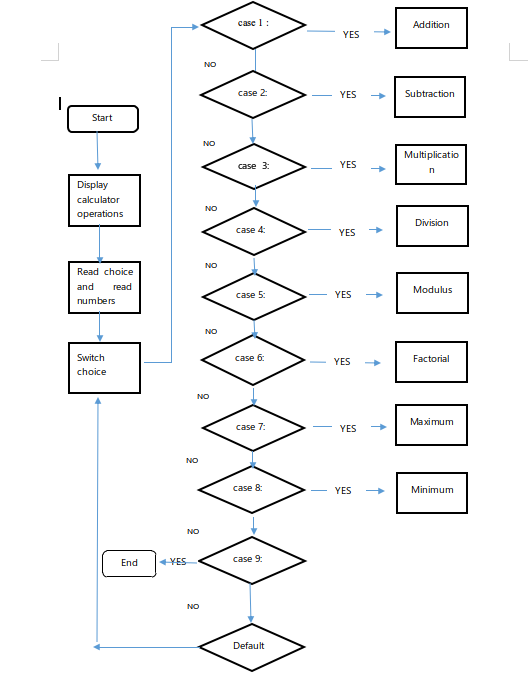 case 1 :
YES
Addition
NO
case 2:
YES
Subtraction
Start
NO
case 3:
YES
Multiplicatio
n
Display
calculator
operations
NO
case 4:
YES
Division
NO
Read choice
and read
numbers
case 5:
YES
Modulus
NO
Switch
choice
case 6:
YES
Factorial
NO
case 7:
YES
Maximum
NO
case 8:
YES
Minimum
NO
End
YES
case 9:
NO
Default